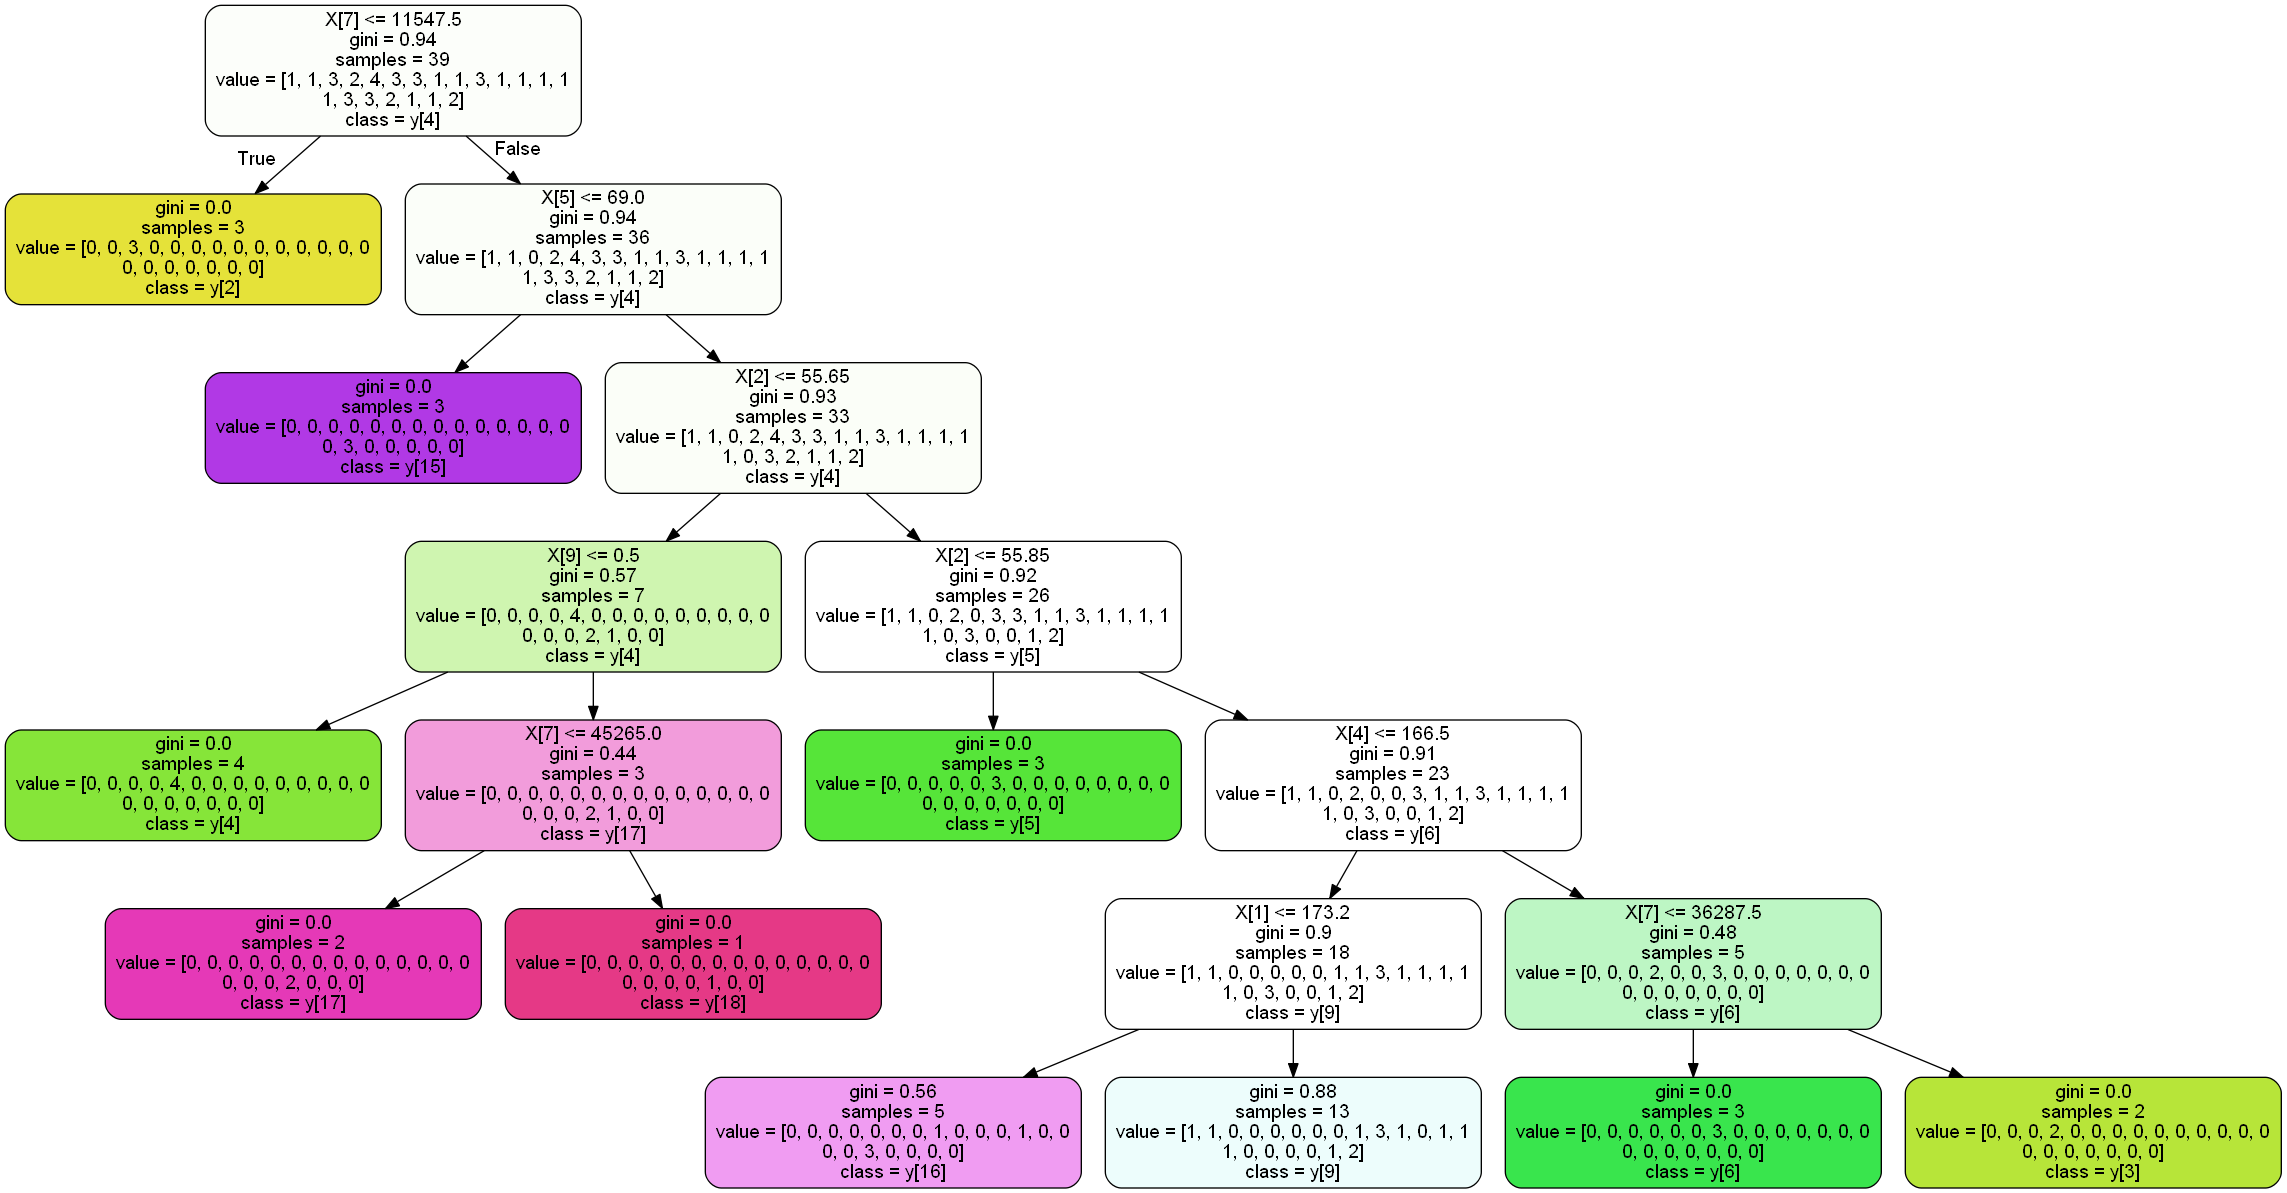 X[7] <= 11547.5
gini = 0.94
samples = 39
value = [1, 1, 3, 2, 4, 3, 3, 1, 1, 3, 1, 1, 1, 1
1, 3, 3, 2, 1, 1, 2]
class = y[4]
True
False
gini = 0.0
samples = 3
value = [0, 0, 3, 0, 0, 0, 0, 0, 0, 0, 0, 0, 0, 0
0, 0, 0, 0, 0, 0, 0]
class = y[2]
X[5] <= 69.0
gini = 0.94
samples = 36
value = [1, 1, 0, 2, 4, 3, 3, 1, 1, 3, 1, 1, 1, 1
1, 3, 3, 2, 1, 1, 2]
class = y[4]
gini = 0.0
samples = 3
value = [0, 0, 0, 0, 0, 0, 0, 0, 0, 0, 0, 0, 0, 0
0, 3, 0, 0, 0, 0, 0]
class = y[15]
X[2] <= 55.65
gini = 0.93
samples = 33
value = [1, 1, 0, 2, 4, 3, 3, 1, 1, 3, 1, 1, 1, 1
1, 0, 3, 2, 1, 1, 2]
class = y[4]
X[9] <= 0.5
gini = 0.57
samples = 7
value = [0, 0, 0, 0, 4, 0, 0, 0, 0, 0, 0, 0, 0, 0
0, 0, 0, 2, 1, 0, 0]
class = y[4]
X[2] <= 55.85
gini = 0.92
samples = 26
value = [1, 1, 0, 2, 0, 3, 3, 1, 1, 3, 1, 1, 1, 1
1, 0, 3, 0, 0, 1, 2]
class = y[5]
gini = 0.0
samples = 4
value = [0, 0, 0, 0, 4, 0, 0, 0, 0, 0, 0, 0, 0, 0
0, 0, 0, 0, 0, 0, 0]
class = y[4]
X[7] <= 45265.0
gini = 0.44
samples = 3
value = [0, 0, 0, 0, 0, 0, 0, 0, 0, 0, 0, 0, 0, 0
0, 0, 0, 2, 1, 0, 0]
class = y[17]
gini = 0.0
samples = 3
value = [0, 0, 0, 0, 0, 3, 0, 0, 0, 0, 0, 0, 0, 0
0, 0, 0, 0, 0, 0, 0]
class = y[5]
X[4] <= 166.5
gini = 0.91
samples = 23
value = [1, 1, 0, 2, 0, 0, 3, 1, 1, 3, 1, 1, 1, 1
1, 0, 3, 0, 0, 1, 2]
class = y[6]
gini = 0.0
samples = 2
value = [0, 0, 0, 0, 0, 0, 0, 0, 0, 0, 0, 0, 0, 0
0, 0, 0, 2, 0, 0, 0]
class = y[17]
gini = 0.0
samples = 1
value = [0, 0, 0, 0, 0, 0, 0, 0, 0, 0, 0, 0, 0, 0
0, 0, 0, 0, 1, 0, 0]
class = y[18]
X[1] <= 173.2
gini = 0.9
samples = 18
value = [1, 1, 0, 0, 0, 0, 0, 1, 1, 3, 1, 1, 1, 1
1, 0, 3, 0, 0, 1, 2]
class = y[9]
X[7] <= 36287.5
gini = 0.48
samples = 5
value = [0, 0, 0, 2, 0, 0, 3, 0, 0, 0, 0, 0, 0, 0
0, 0, 0, 0, 0, 0, 0]
class = y[6]
gini = 0.56
samples = 5
value = [0, 0, 0, 0, 0, 0, 0, 1, 0, 0, 0, 1, 0, 0
0, 0, 3, 0, 0, 0, 0]
class = y[16]
gini = 0.88
samples = 13
value = [1, 1, 0, 0, 0, 0, 0, 0, 1, 3, 1, 0, 1, 1
1, 0, 0, 0, 0, 1, 2]
class = y[9]
gini = 0.0
samples = 3
value = [0, 0, 0, 0, 0, 0, 3, 0, 0, 0, 0, 0, 0, 0
0, 0, 0, 0, 0, 0, 0]
class = y[6]
gini = 0.0
samples = 2
value = [0, 0, 0, 2, 0, 0, 0, 0, 0, 0, 0, 0, 0, 0
0, 0, 0, 0, 0, 0, 0]
class = y[3]